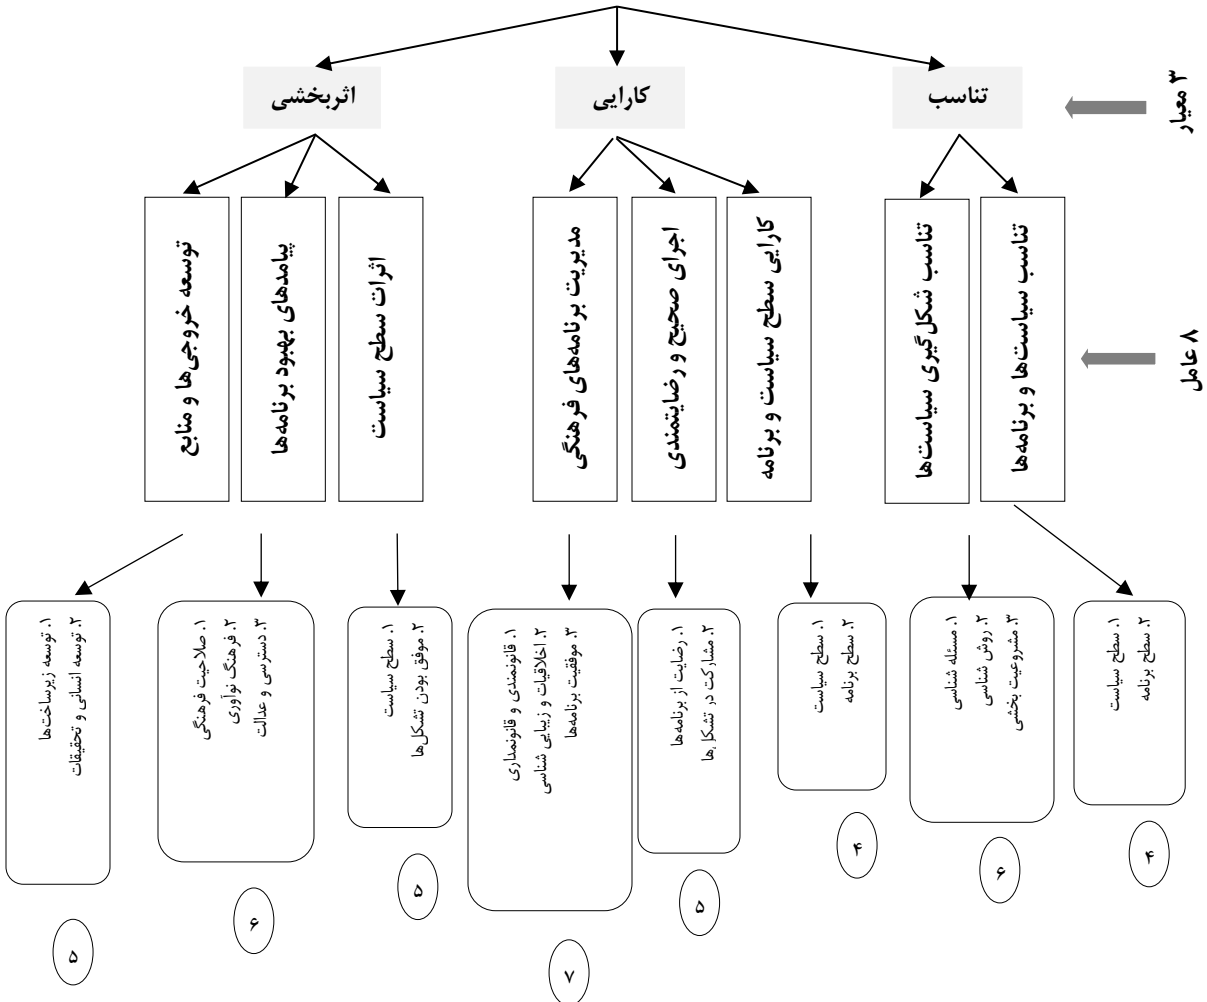 ۳ معیار
تناسب
کارایی
اثربخشی
۸ عامل
تناسب سیاست‌ها و برنامه‌ها
تناسب شکل‌گیری سیاست‌ها
کارایی سطح سیاست و برنامه
اجرای صحیح و رضایتمندی
مدیریت برنامه‌های فرهنگی
اثرات سطح سیاست
پیامدهای بهبود برنامه‌ها
توسعه خروجی‌ها و منابع
۱. سطح سیاست
۲. سطح برنامه
۱. مسئله شناسی
۲. روش شناسی
۳. مشروعیت بخشی
۱. سطح سیاست
۲. سطح برنامه
۱. رضایت از برنامه‌ها
۲. مشارکت در تشکل‌ها
۱. قانونمندی و قانونمداری
۲. اخلاقیات و زیبایی شناسی
۳. موفقیت برنامه‌ها
۱. سطح سیاست
۲. موفق بودن تشکل‌ها
۱. صلاحیت فرهنگی
۲. فرهنگ نوآوری
۳. دسترسی و عدالت
۱. توسعه زیرساخت‌ها
۲. توسعه انسانی و تحقیقات
۴
۶
۴
۵
۷
۵
۶
۵